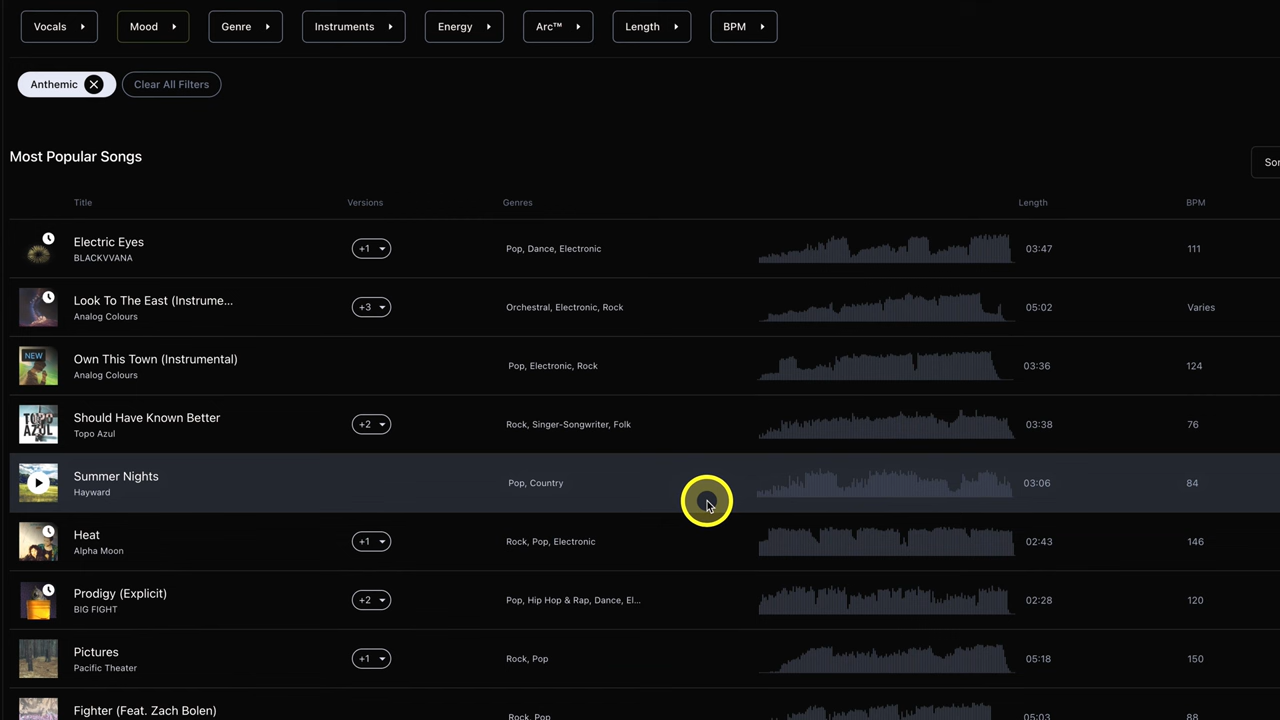 Vocals Mood Genre Instruments Energy Arc™ Length BPM
Anthemic Clear All Filters
Most Popular Songs
Title Versions Genres Length BPM
Electric Eyes
BLACKVVANA
+1 Pop, Dance, Electronic 03:47 111
Look To The East (Instrume...
Analog Colours
+3 Orchestral, Electronic, Rock 05:02 Varies
NEW
Own This Town (Instrumental)
Analog Colours
Pop, Electronic, Rock 03:36 124
TOPO AZUL
Should Have Known Better
Topo Azul
+2 Rock, Singer-Songwriter, Folk 03:38 76
Summer Nights
Hayward
Pop, Country 03:06 84
Heat
Alpha Moon
+1 Rock, Pop, Electronic 02:43 146
Prodigy (Explicit)
BIG FIGHT
+2 Pop, Hip Hop & Rap, Dance, El... 02:28 120
Pictures
Pacific Theater
+1 Rock, Pop 05:18 150
Fighter (Feat. Zach Bolen)
Rock, Pop 05:03 88